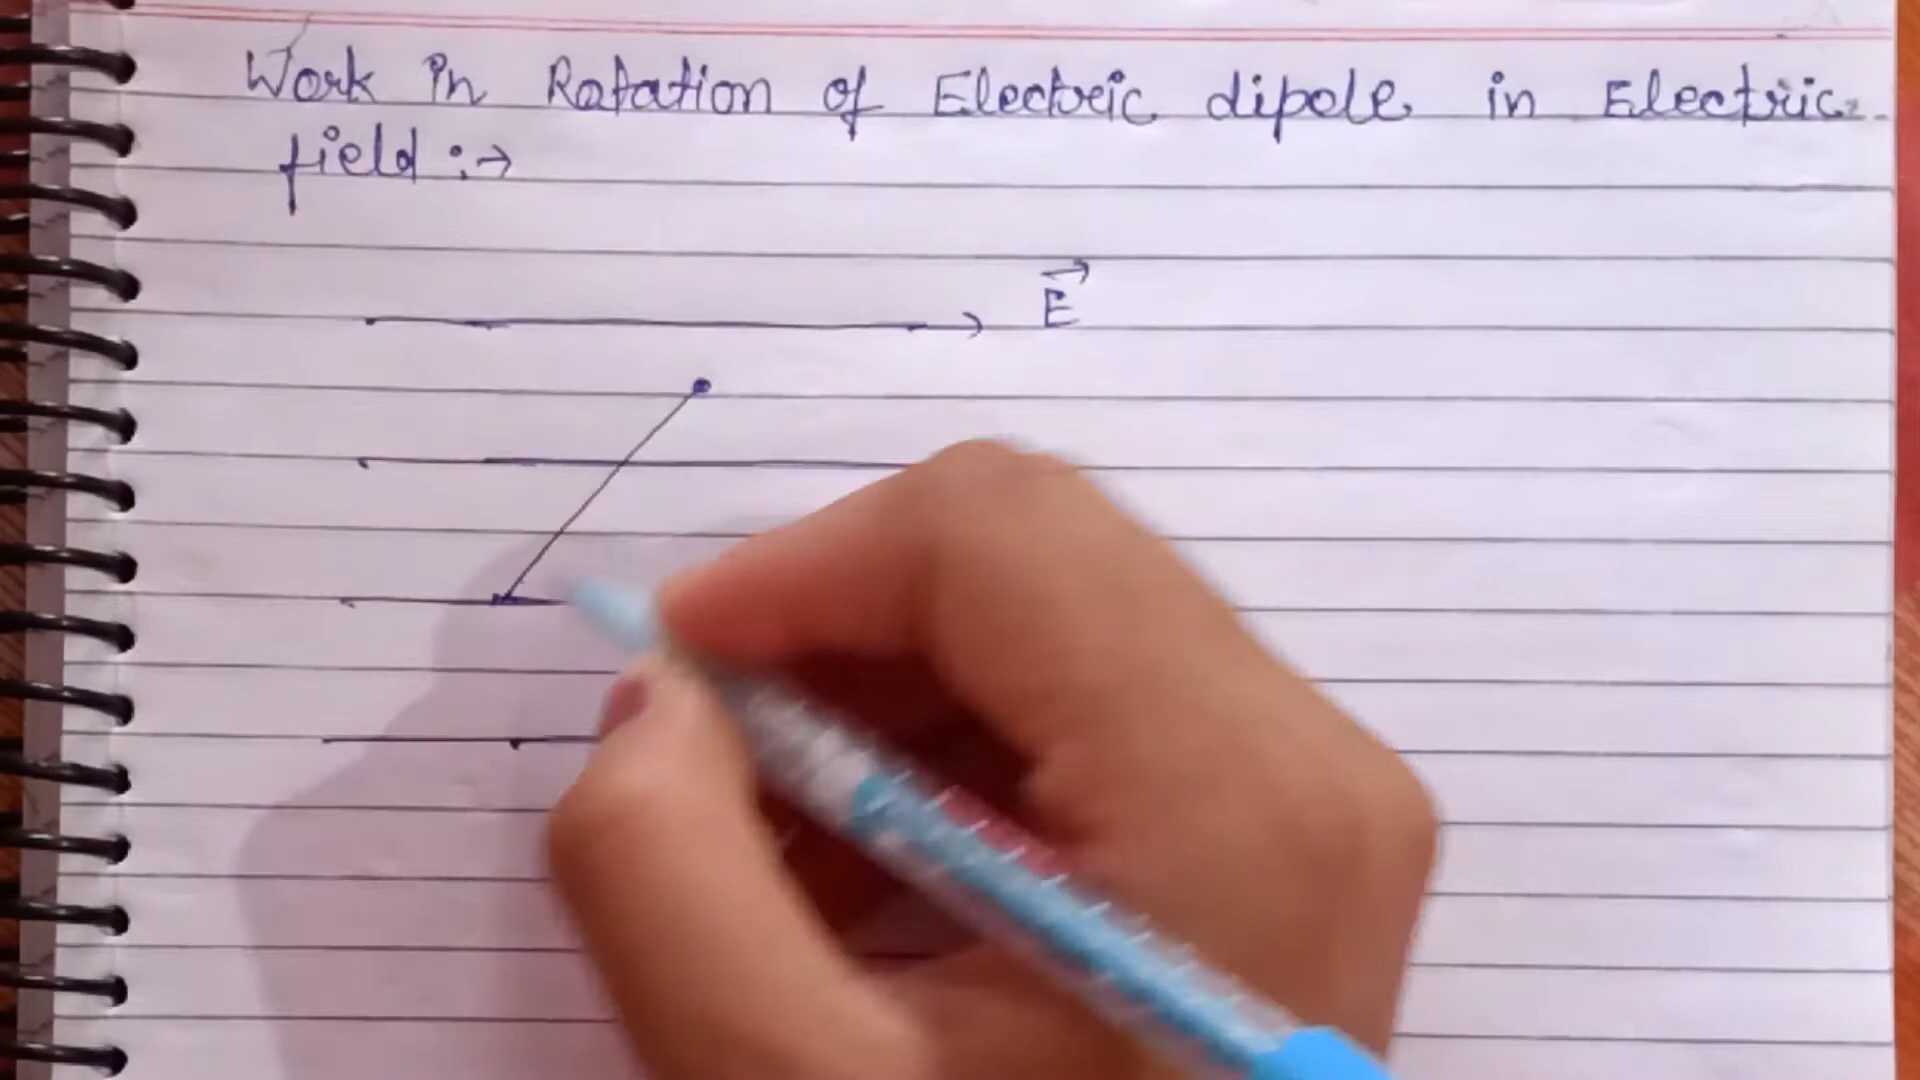 Work in Rotation of Electric dipole in Electric
field :→
E→